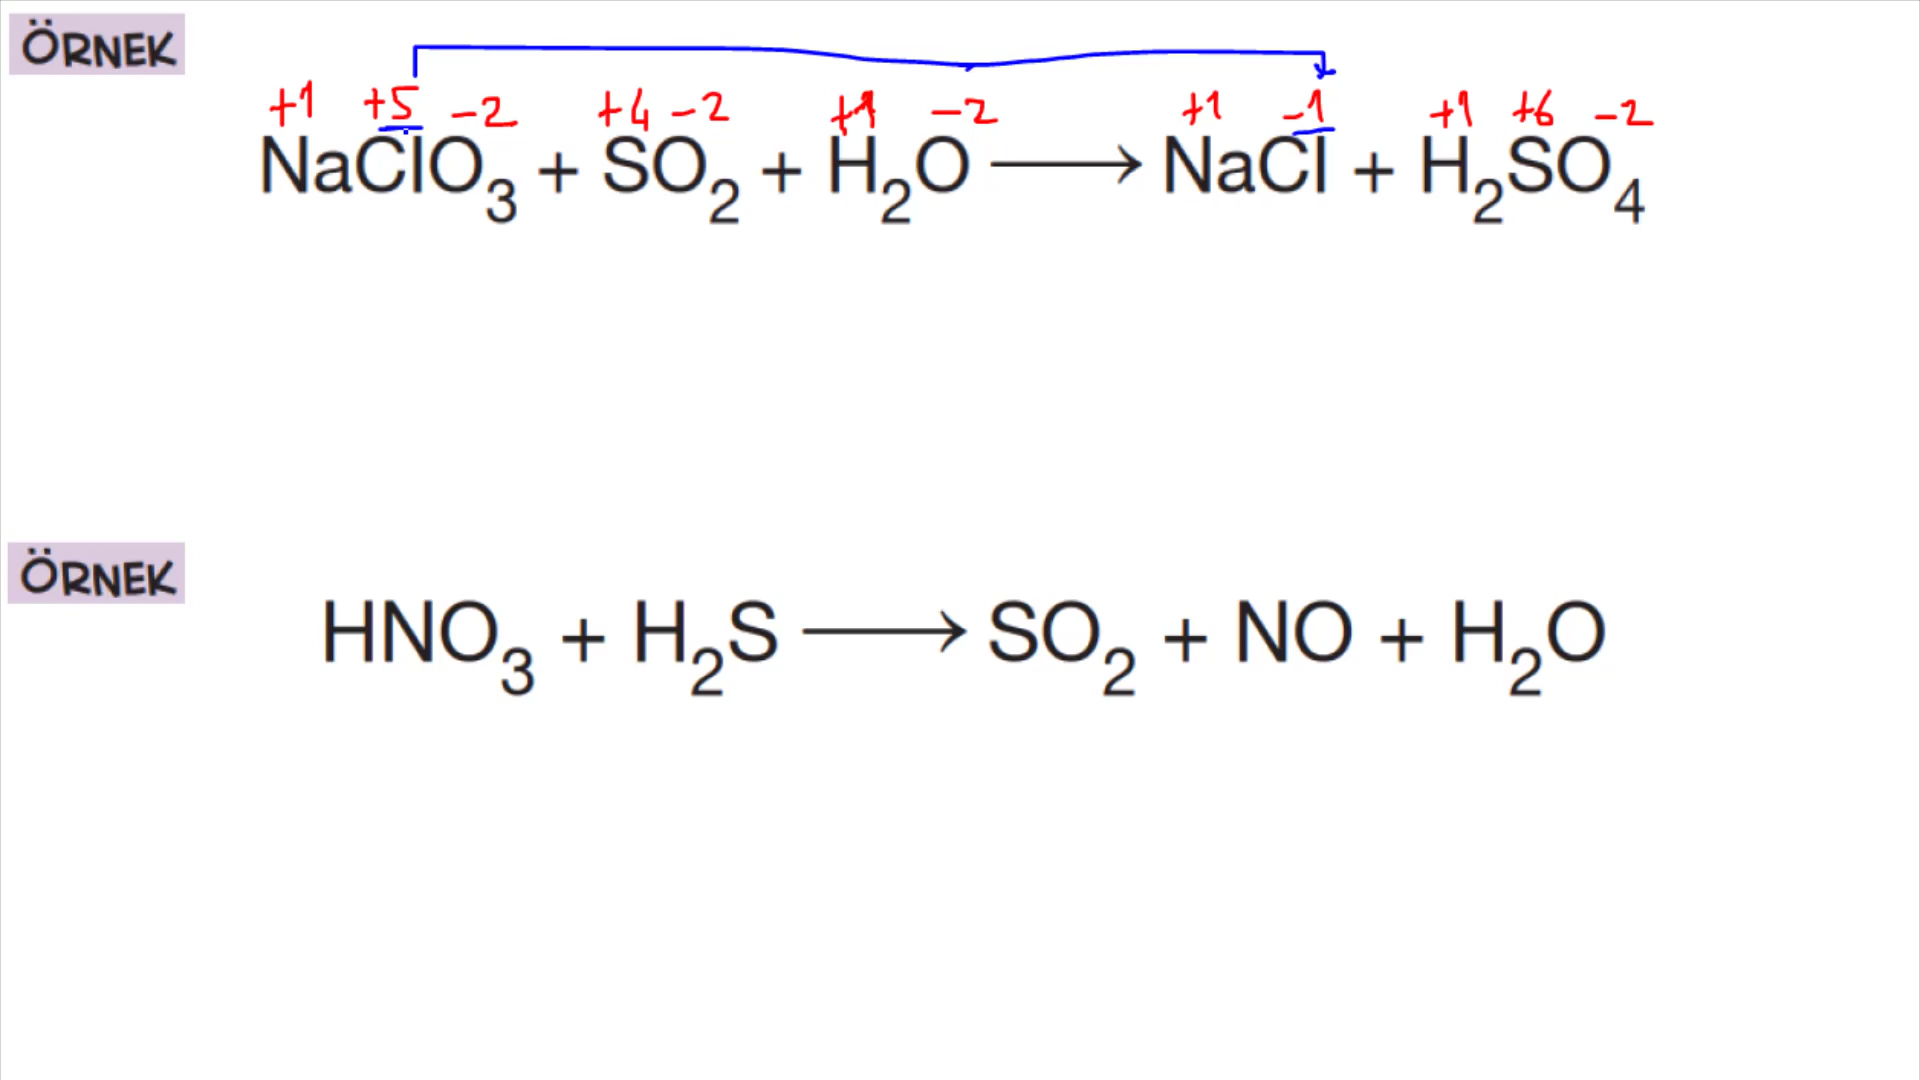 ÖRNEK
+1 +5 -2 +4 -2 +1 -2 +1 -1 +1 +6 -2
NaClO₃ + SO₂ + H₂O ⟶ NaCl + H₂SO₄
ÖRNEK
HNO₃ + H₂S ⟶ SO₂ + NO + H₂O